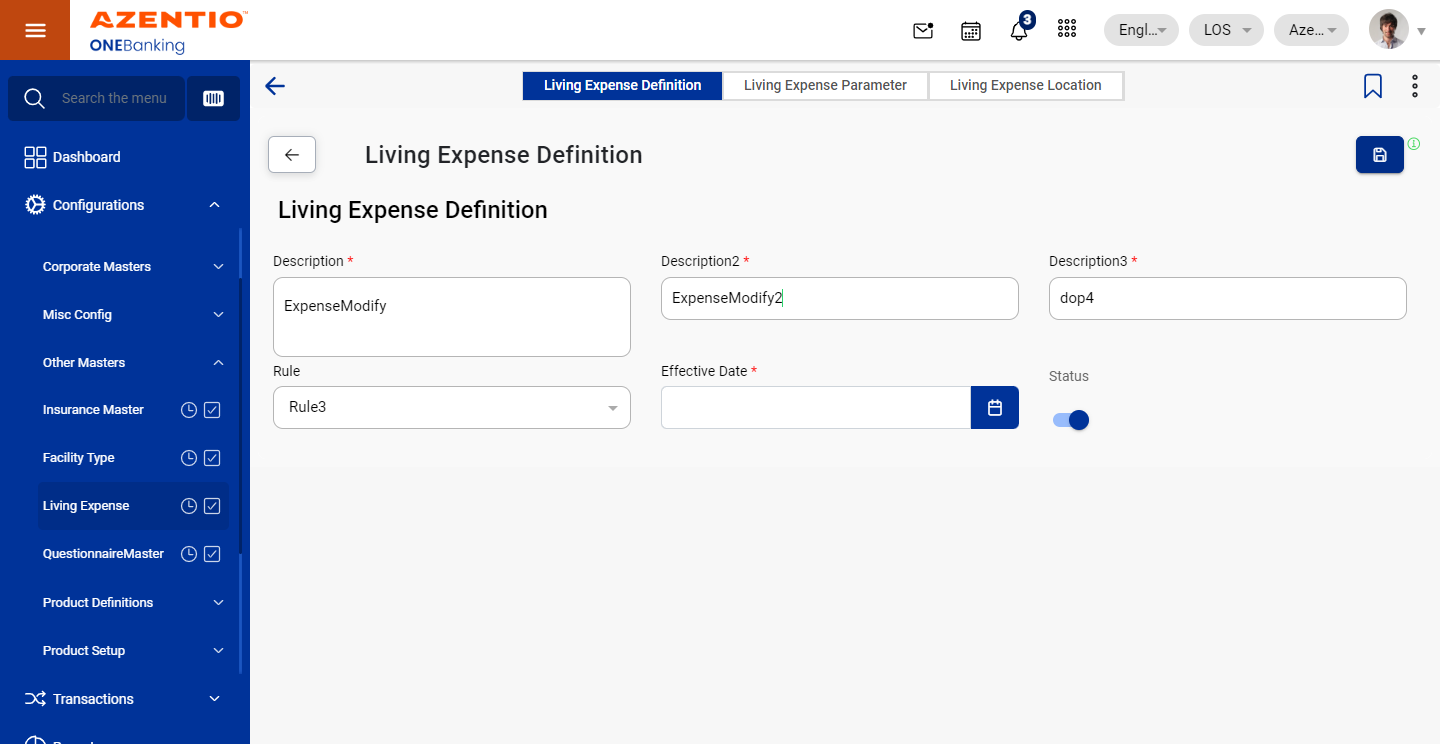 AZENTIO™
ONEBanking
3
Engl...
LOS
Aze...
Search the menu
Dashboard
Configurations
Corporate Masters
Misc Config
Other Masters
Insurance Master
Facility Type
Living Expense
QuestionnaireMaster
Product Definitions
Product Setup
Transactions
Living Expense Definition
Living Expense Parameter
Living Expense Location
Living Expense Definition
Living Expense Definition
Description *
Description2 *
Description3 *
ExpenseModify
ExpenseModify2
dop4
Rule
Effective Date *
Status
Rule3